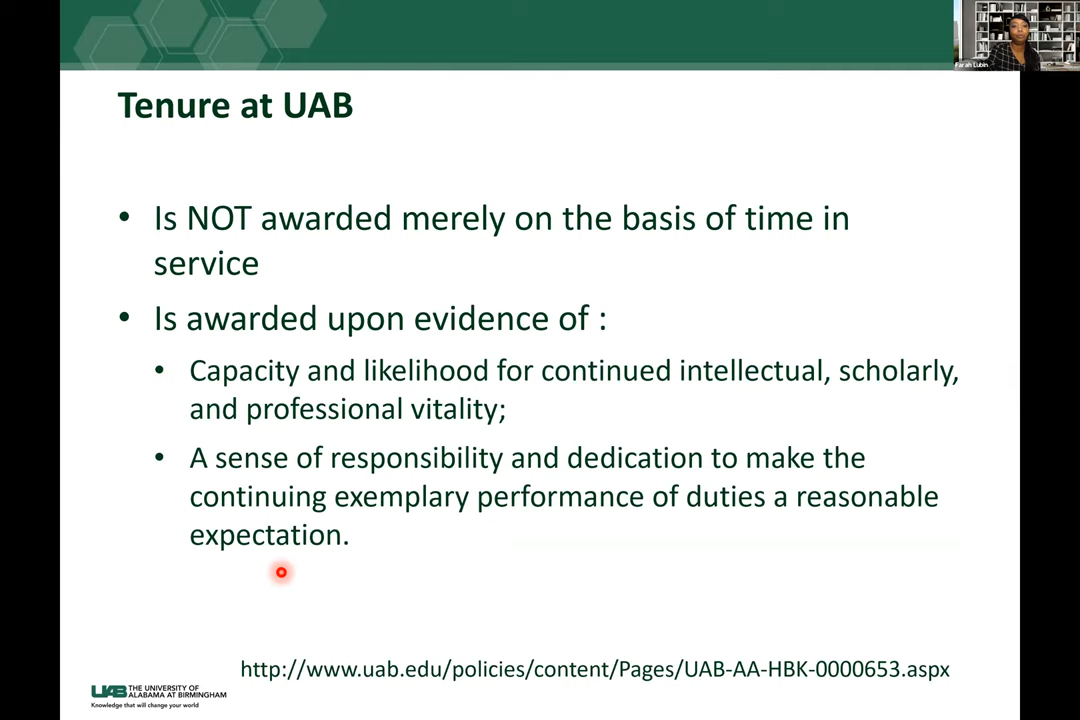 Farah Lubin
Tenure at UAB
• Is NOT awarded merely on the basis of time in
service
• Is awarded upon evidence of :
• Capacity and likelihood for continued intellectual, scholarly,
and professional vitality;
• A sense of responsibility and dedication to make the
continuing exemplary performance of duties a reasonable
expectation.
http://www.uab.edu/policies/content/Pages/UAB-AA-HBK-0000653.aspx
UAB THE UNIVERSITY OF
ALABAMA AT BIRMINGHAM
Knowledge that will change your world